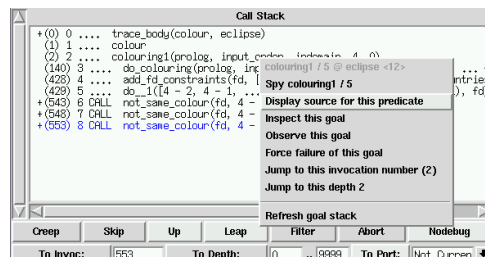 Call Stack
+(0) 0 .... trace_body(colour, eclipse)
(1) 1 .... colour
(2) 2 .... colouring1(prolog, input_order, indomain, 4, 0)
(140) 3 .... do_colouring(prolog, inp
(428) 4 .... add_fd_constraints(fd, [
(429) 5 .... do__1([4 - 2, 4 - 1, ... ), fd
+(543) 6 CALL not_same_colour(fd, 4 -
+(548) 7 CALL not_same_colour(fd, 4 -
+(553) 8 CALL not_same_colour(fd, 4 -
colouring1 / 5 @ eclipse <12>
Spy colouring1 / 5
Display source for this predicate
Inspect this goal
Observe this goal
Force failure of this goal
Jump to this invocation number (2)
Jump to this depth 2
Refresh goal stack
Creep Skip Up Leap Filter Abort Nodebug
To Invoc: 553 To Depth: 0 .. 9999 To Port: Not Curren